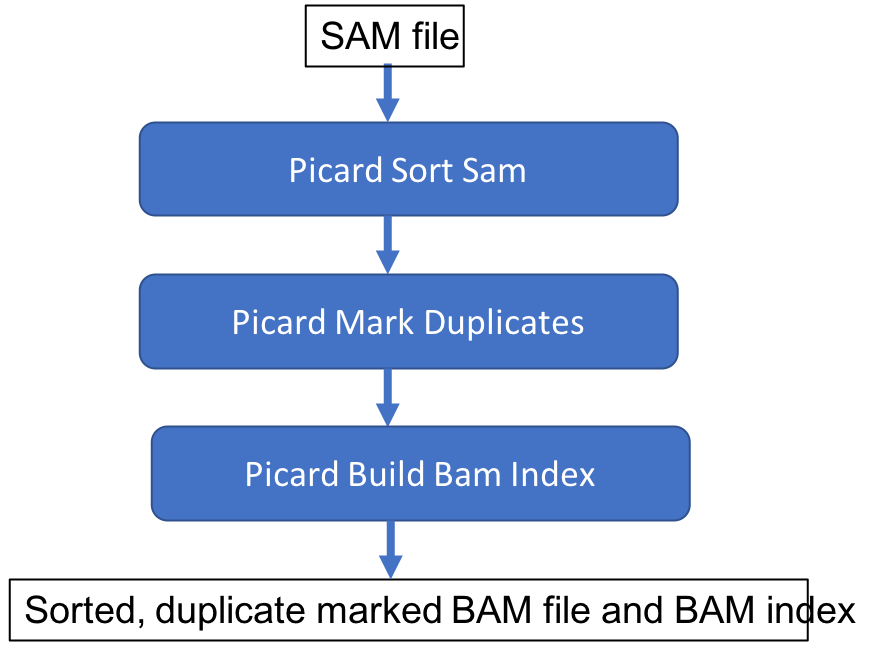 SAM file
Picard Sort Sam
Picard Mark Duplicates
Picard Build Bam Index
Sorted, duplicate marked BAM file and BAM index